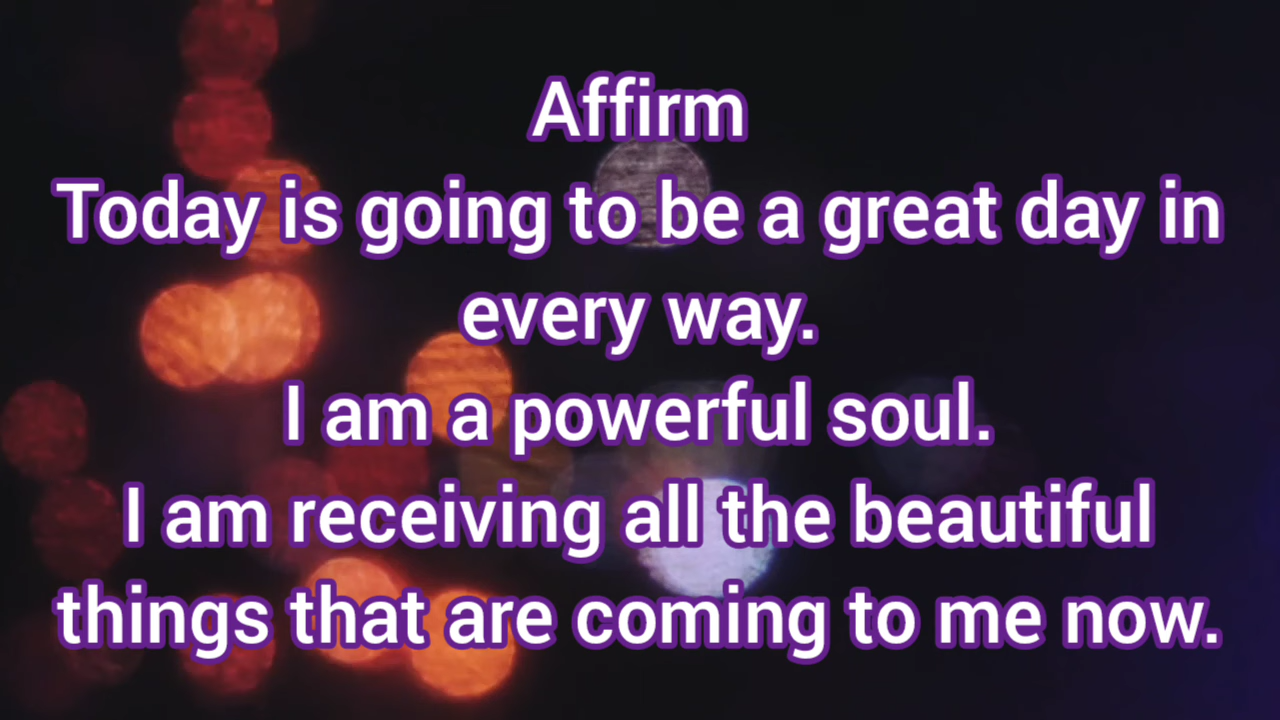 Affirm
Today is going to be a great day in
every way.
I am a powerful soul.
I am receiving all the beautiful
things that are coming to me now.